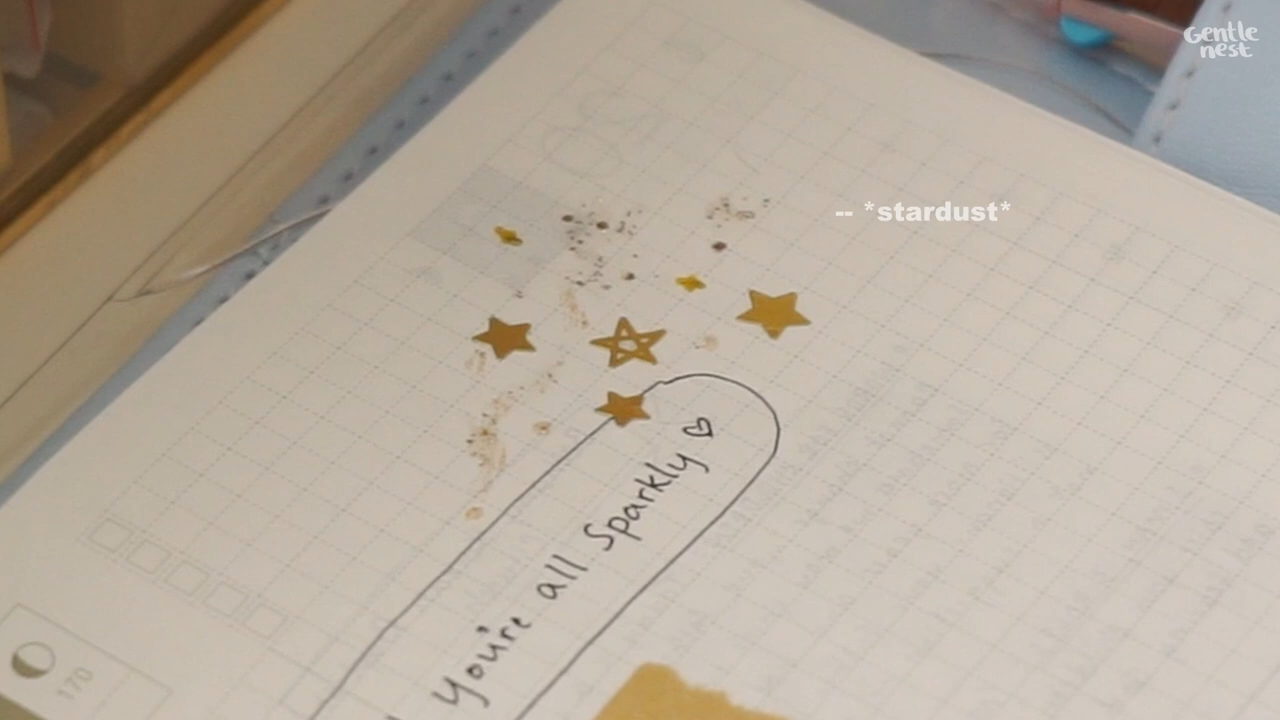 Gentle
nest
-- *stardust*
You're all Sparkly ♡
170